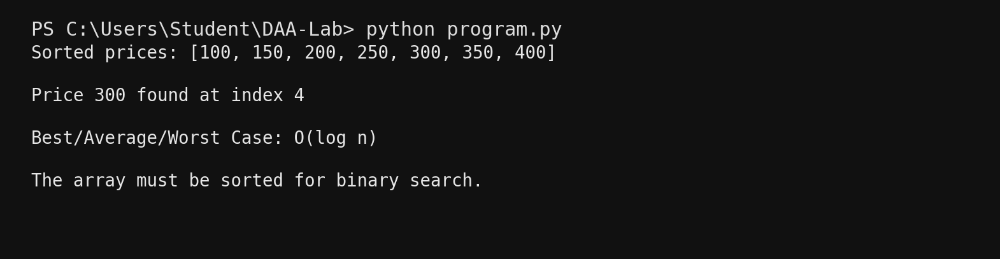 PS C:\Users\Student\DAA-Lab> python program.py
Sorted prices: [100, 150, 200, 250, 300, 350, 400]
Price 300 found at index 4
Best/Average/Worst Case: O(log n)
The array must be sorted for binary search.